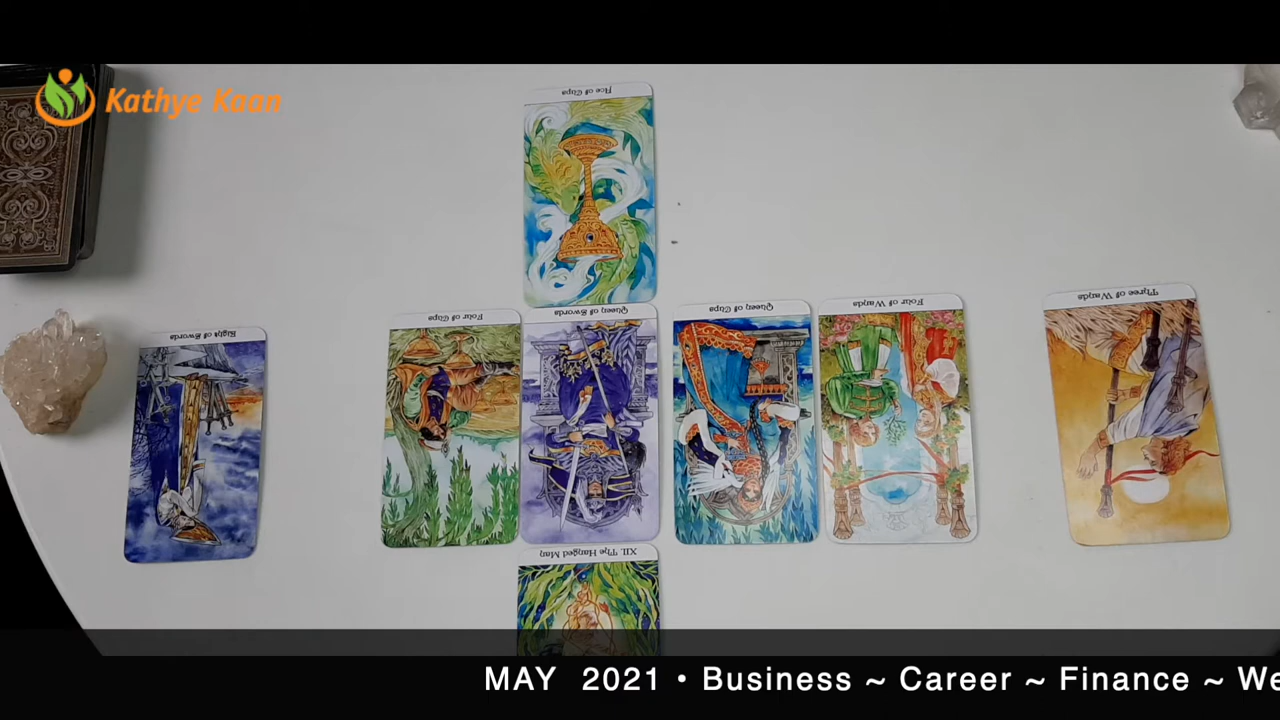 Kathye Kaan
Ace of Cups
Eight of Swords
Four of Cups
Queen of Swords
Queen of Cups
Four of Wands
Three of Wands
XII. The Hanged Man
MAY 2021 • Business ~ Career ~ Finance ~ We